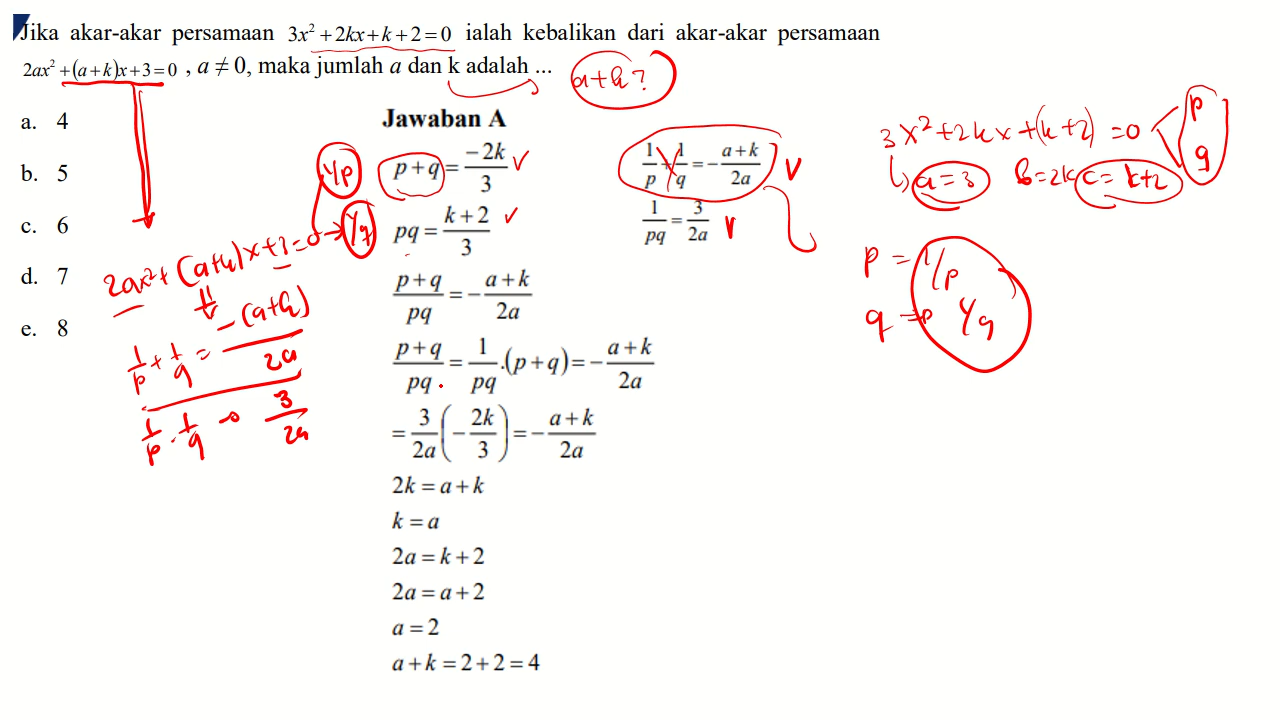 Jika akar-akar persamaan 3x² + 2kx + k + 2 = 0 ialah kebalikan dari akar-akar persamaan
2ax² + (a + k)x + 3 = 0 , a ≠ 0, maka jumlah a dan k adalah ...
a+k?
a. 4
b. 5
c. 6
d. 7
e. 8
Jawaban A
p + q = -2k/3 v
pq = (k + 2)/3 v
(p + q)/pq = - (a + k)/2a
(p + q)/pq = 1/pq .(p + q) = - (a + k)/2a
= 3/2a (- 2k/3) = - (a + k)/2a
2k = a + k
k = a
2a = k + 2
2a = a + 2
a = 2
a + k = 2 + 2 = 4
1/p + 1/q = - (a + k)/2a v
1/pq = 3/2a v
3x² + 2kx + (k+2) = 0 < p q
a = 3 b = 2k c = k+2
p = 1/p
q → 1/q
1/p
2ax² + (a+k)x + 3 = 0 → 1/q
1/p + 1/q = -(a+k)/2a
1/p . 1/q → 3/2a